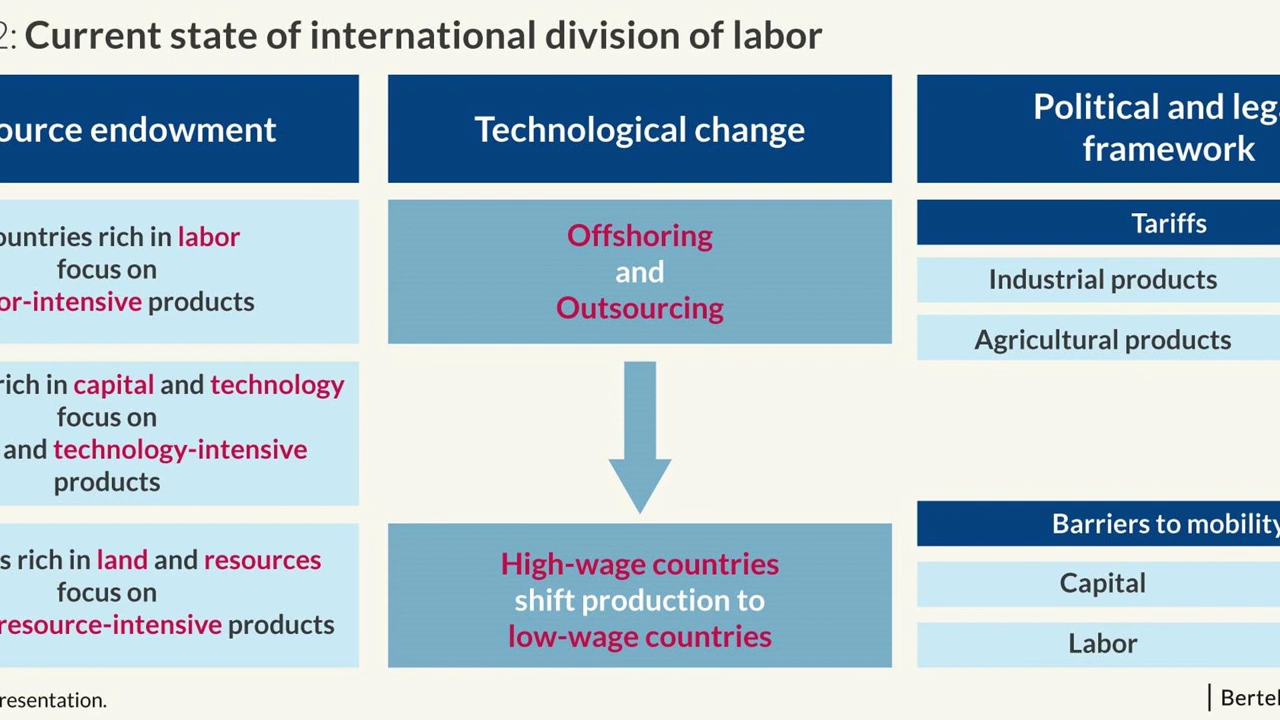 2: Current state of international division of labor
ource endowment
ountries rich in labor
focus on
or-intensive products
rich in capital and technology
focus on
and technology-intensive
products
s rich in land and resources
focus on
resource-intensive products
resentation.
Technological change
Offshoring
and
Outsourcing
High-wage countries
shift production to
low-wage countries
Political and lega
framework
Tariffs
Industrial products
Agricultural products
Barriers to mobility
Capital
Labor
| Bertel